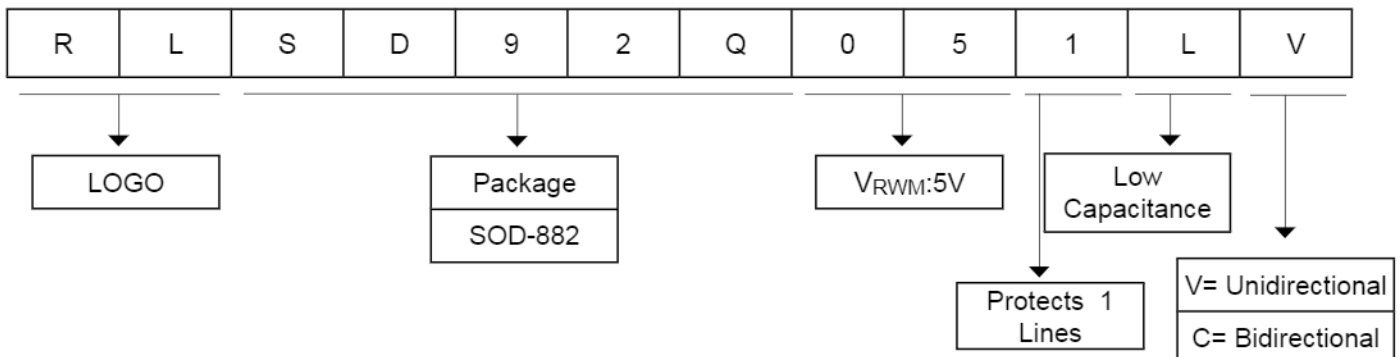 R L S D 9 2 Q 0 5 1 L V
LOGO
Package
SOD-882
VRWM:5V
Low
Capacitance
Protects 1
Lines
V= Unidirectional
C= Bidirectional